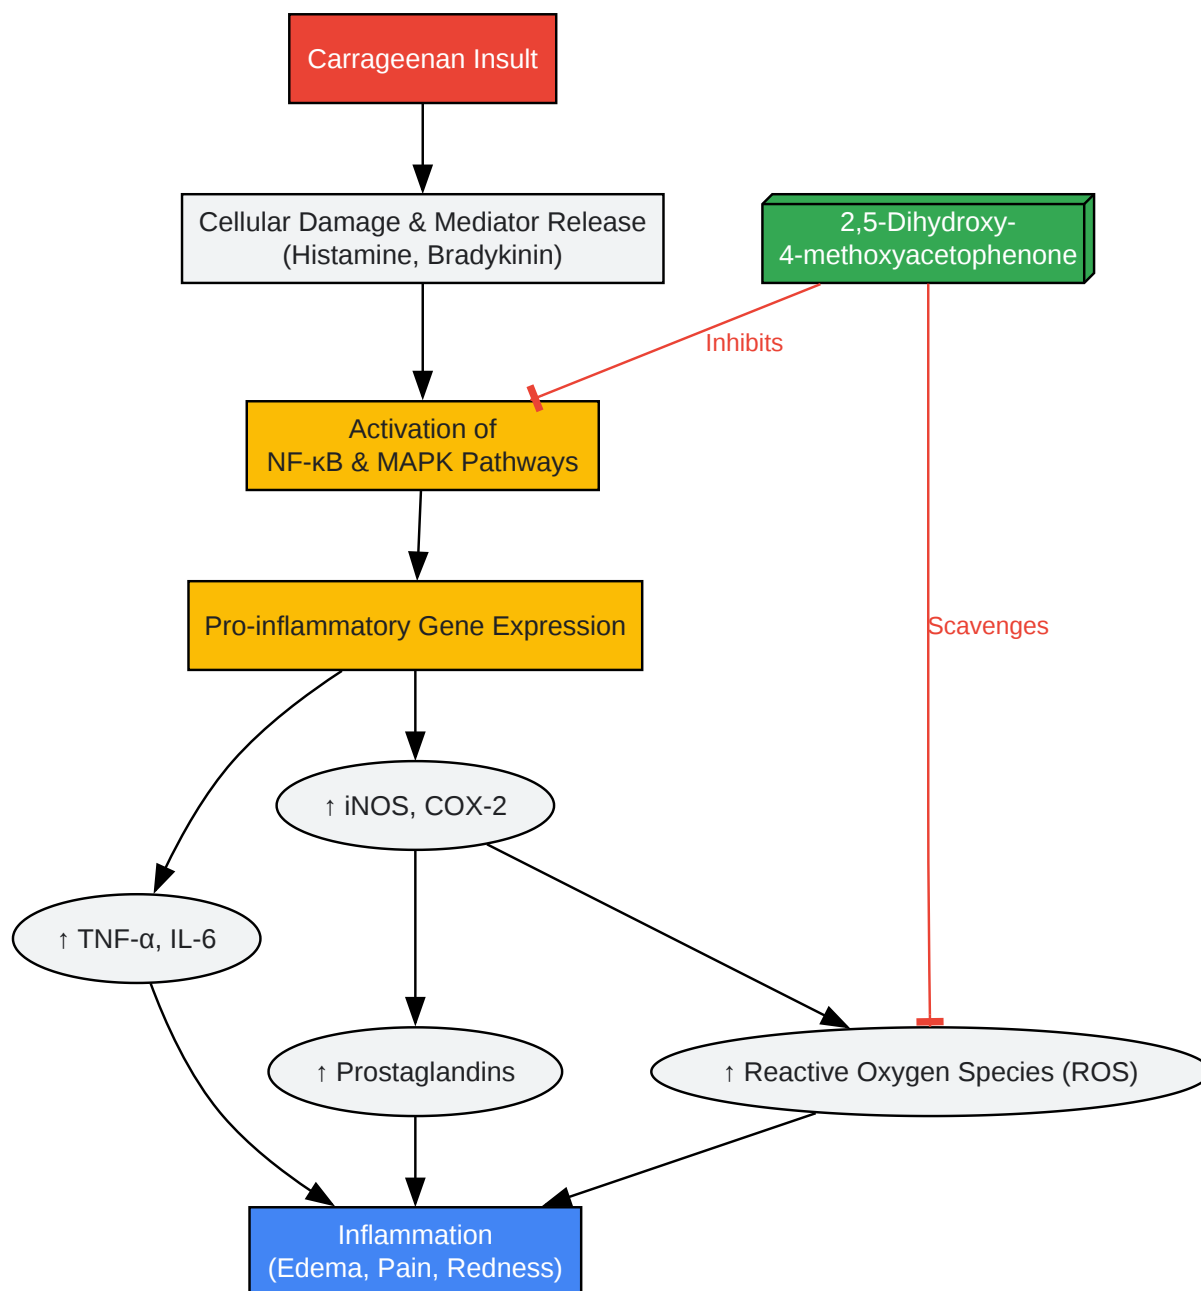 Carrageenan Insult
Cellular Damage & Mediator Release
(Histamine, Bradykinin)
2,5-Dihydroxy-
4-methoxyacetophenone
Inhibits
Activation of
NF-κB & MAPK Pathways
Pro-inflammatory Gene Expression
Scavenges
↑ iNOS, COX-2
↑ TNF-α, IL-6
↑ Prostaglandins
↑ Reactive Oxygen Species (ROS)
Inflammation
(Edema, Pain, Redness)